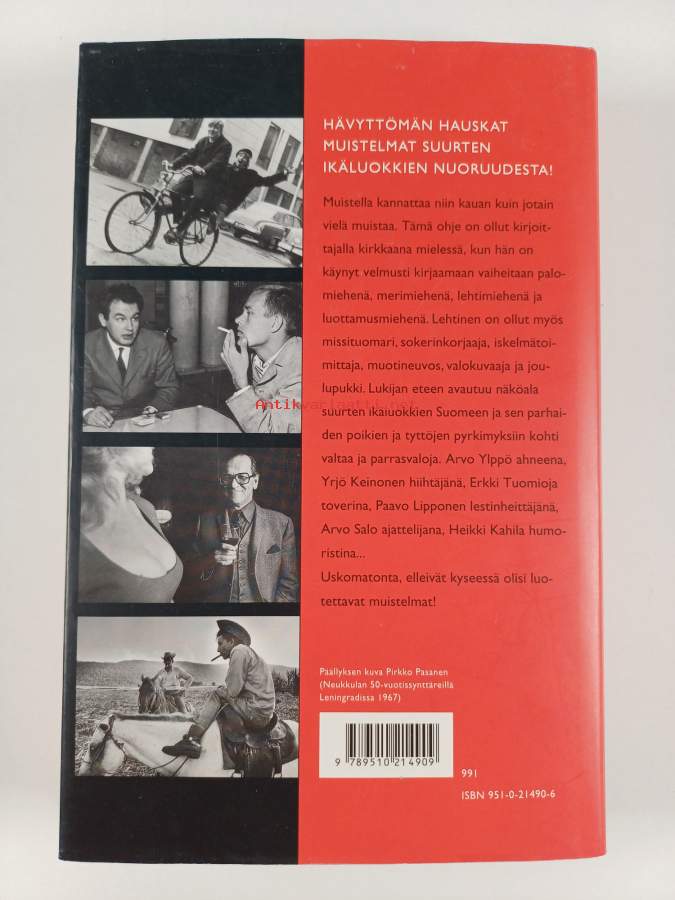 HÄVYTTÖMÄN HAUSKAT
MUISTELMAT SUURTEN
IKÄLUOKKIEN NUORUUDESTA!
Muistella kannattaa niin kauan kuin jotain
vielä muistaa. Tämä ohje on ollut kirjoit-
tajalla kirkkaana mielessä, kun hän on
käynyt velmusti kirjaamaan vaiheitaan palo-
miehenä, merimiehenä, lehtimiehenä ja
luottamusmiehenä. Lehtinen on ollut myös
missituomari, sokerinkorjaaja, iskelmätoi-
mittaja, muotineuvos, valokuvaaja ja jou-
lupukki. Lukijan eteen avautuu näköala
Antikvariaatti.net
suurten ikäluokkien Suomeen ja sen parhai-
den poikien ja tyttöjen pyrkimyksiin kohti
valtaa ja parrasvaloja. Arvo Ylppö ahneena,
Yrjö Keinonen hiihtäjänä, Erkki Tuomioja
toverina, Paavo Lipponen lestinheittäjänä,
Arvo Salo ajattelijana, Heikki Kahila humo-
ristina...
Uskomatonta, elleivät kyseessä olisi luo-
tettavat muistelmat!
Päällyksen kuva Pirkko Pasanen
(Neukkulan 50-vuotissynttäreillä
Leningradissa 1967)
9 789510 214909
991
ISBN 951-0-21490-6